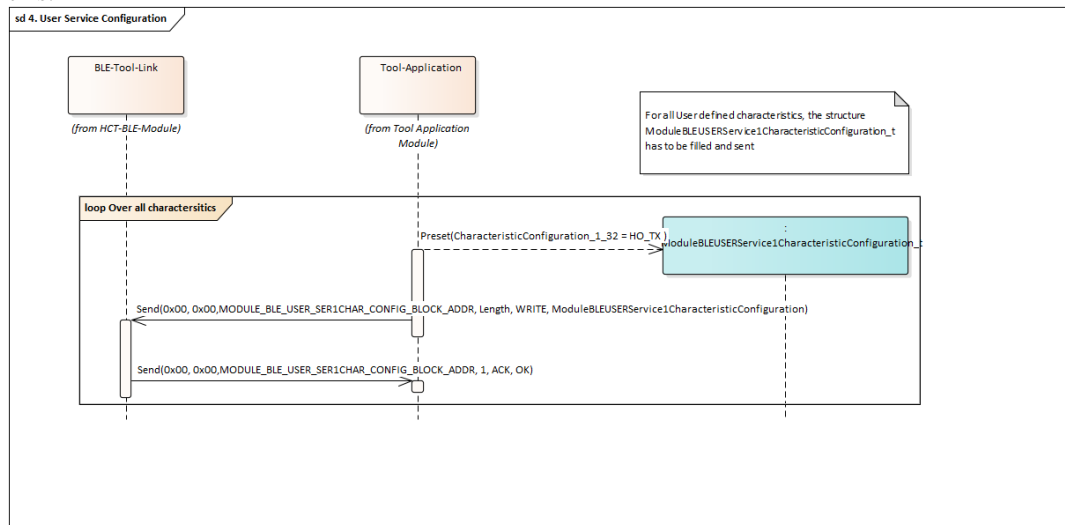 sd 4. User Service Configuration
BLE-Tool-Link
(from HCT-BLE-Module)
Tool-Application
(from Tool Application
Module)
For all User defined characteristics, the structure
ModuleBLEUSERService1CharacteristicConfiguration_t
has to be filled and sent
loop Over all charactersitics
Preset(CharacteristicConfiguration_1_32 = HO_TX )
:
ModuleBLEUSERService1CharacteristicConfiguration_t
Send(0x00, 0x00,MODULE_BLE_USER_SER1CHAR_CONFIG_BLOCK_ADDR, Length, WRITE, ModuleBLEUSERService1CharacteristicConfiguration)
Send(0x00, 0x00,MODULE_BLE_USER_SER1CHAR_CONFIG_BLOCK_ADDR, 1, ACK, OK)